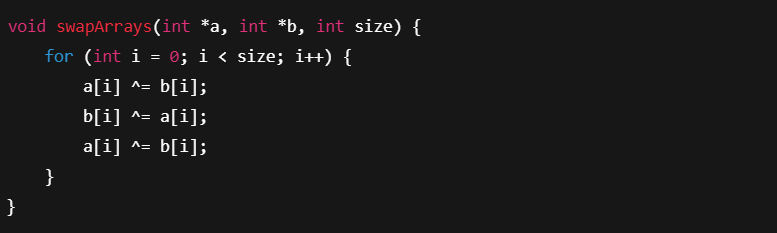 void swapArrays(int *a, int *b, int size) {
    for (int i = 0; i < size; i++) {
        a[i] ^= b[i];
        b[i] ^= a[i];
        a[i] ^= b[i];
    }
}